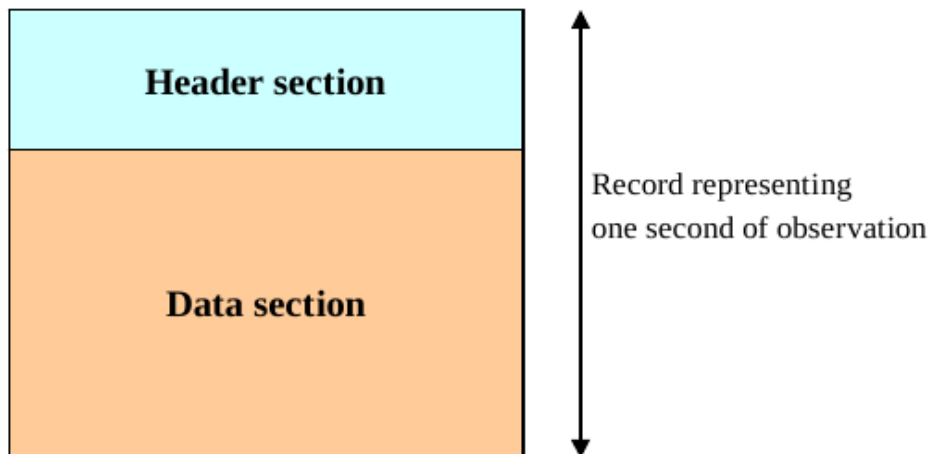 Header section
Record representing
one second of observation
Data section